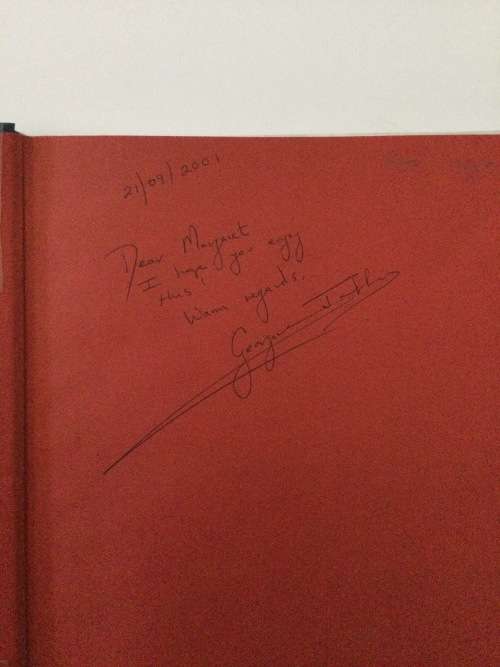 21/09/2001
Dear Margaret
I hope you enjoy
this,
Warm regards,